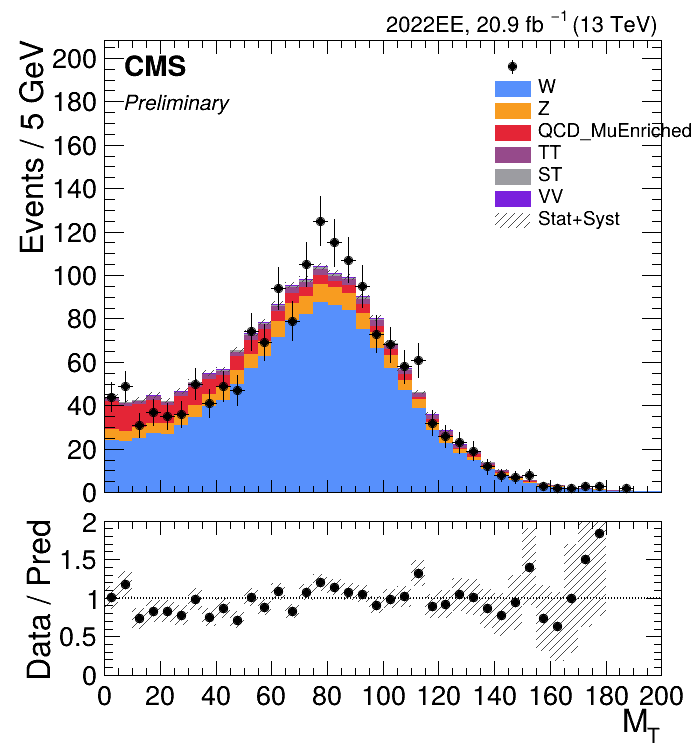 2022EE, 20.9 fb⁻¹ (13 TeV)
Events / 5 GeV
200
180
160
140
120
100
80
60
40
20
0
CMS
Preliminary
W
Z
QCD_MuEnriched
TT
ST
VV
Stat+Syst
Data / Pred
2
1.5
1
0.5
0
0 20 40 60 80 100 120 140 160 180 200
M_T